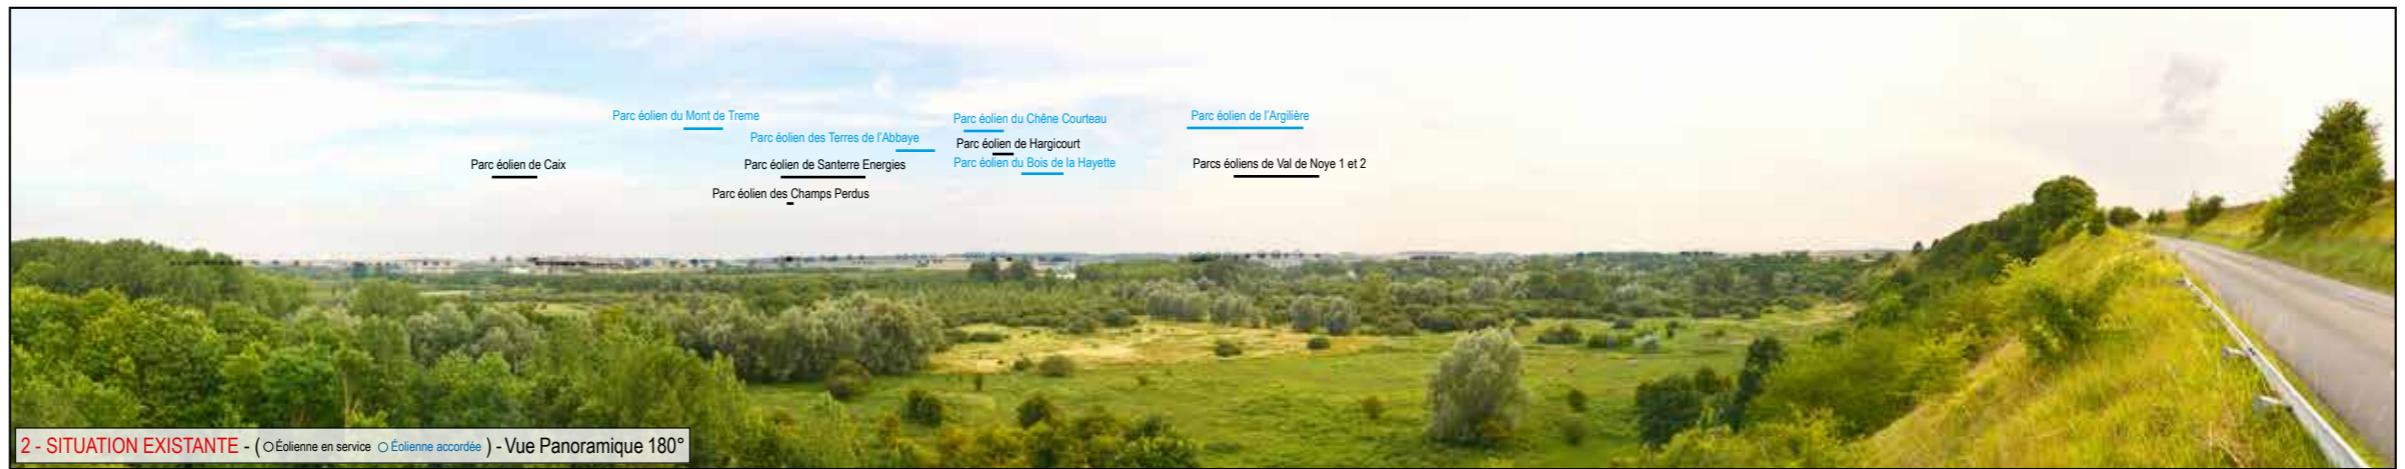 Parc éolien du Mont de Treme
Parc éolien du Chêne Courteau
Parc éolien de l'Argilière
Parc éolien des Terres de l'Abbaye
Parc éolien de Hargicourt
Parc éolien de Caix
Parc éolien de Santerre Energies
Parc éolien du Bois de la Hayette
Parcs éoliens de Val de Noye 1 et 2
Parc éolien des Champs Perdus
2 - SITUATION EXISTANTE - ( O Éolienne en service O Éolienne accordée ) - Vue Panoramique 180°